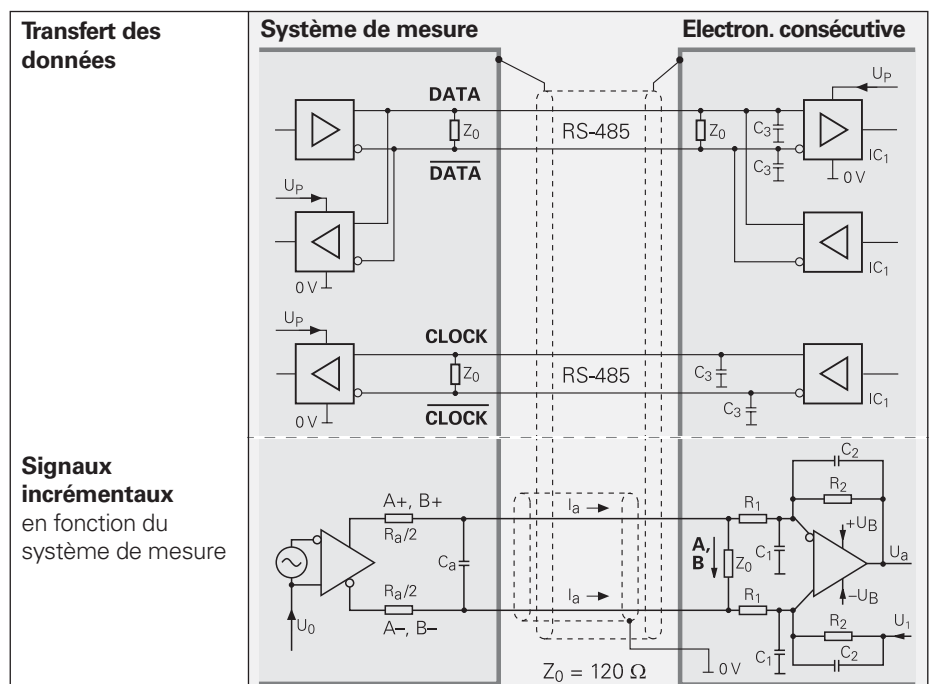 Transfert des
données
Système de mesure
Electron. consécutive
UP
DATA
Z0
RS-485
Z0
C3
C3
IC1
DATA
0 V
UP
0 V
IC1
UP
CLOCK
Z0
RS-485
C3
C3
IC1
0 V
CLOCK
Signaux
incrémentaux
en fonction du
système de mesure
A+, B+
Ra/2
Ca
Ia
R1
C2
R2
+UB
A,
B
Z0
C1
Ua
U0
Ra/2
A–, B–
Ia
R1
–UB
C1
R2
U1
C2
Z0 = 120 Ω
0 V